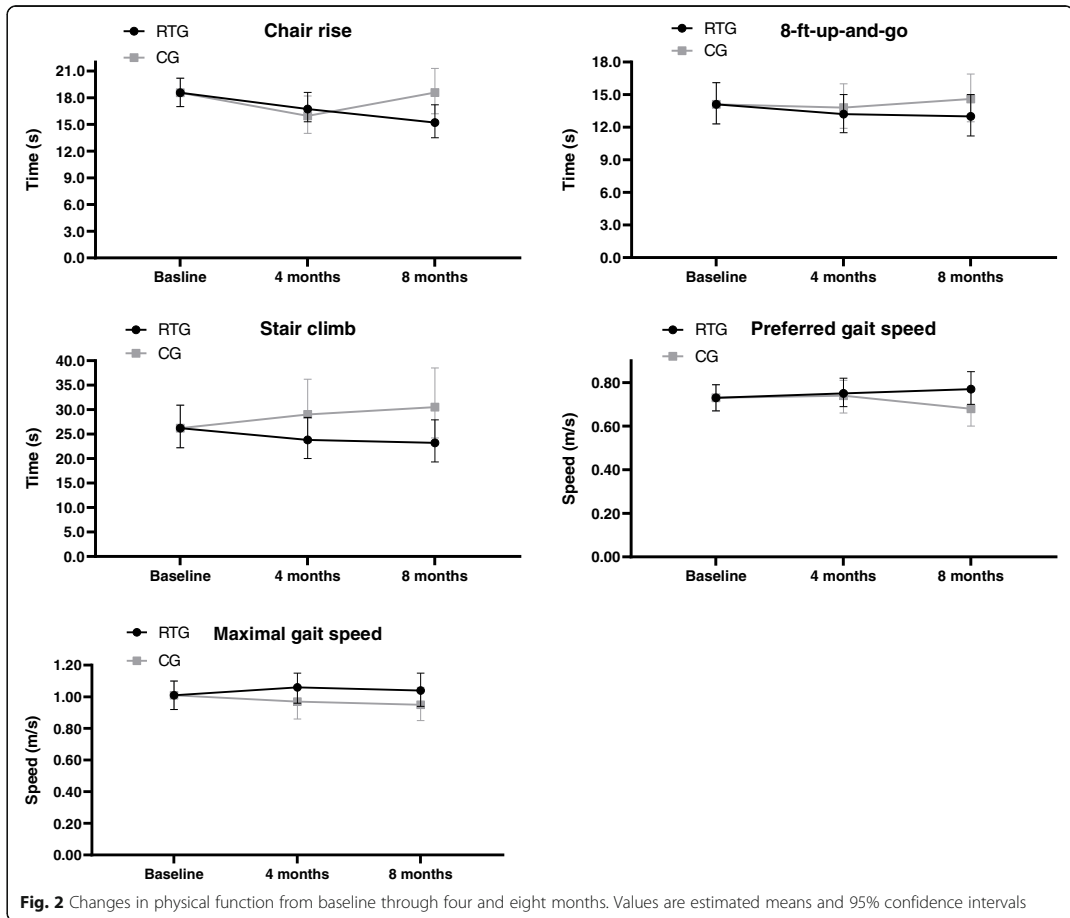 Chair rise
RTG
CG
21.0
18.0
15.0
12.0
9.0
6.0
3.0
0.0
Time (s)
Basline
4 months
8 months
8-ft-up-and-go
RTG
CG
18.0
15.0
12.0
9.0
6.0
3.0
0.0
Time (s)
Baseline
4 months
8 months
Stair climb
RTG
CG
40.0
35.0
30.0
25.0
20.0
15.0
10.0
5.0
0.0
Time (s)
Baseline
4 months
8 months
Preferred gait speed
RTG
CG
0.80
0.60
0.40
0.20
0.00
Speed (m/s)
Baseline
4 months
8 months
Maximal gait speed
RTG
CG
1.20
1.00
0.80
0.60
0.40
0.20
0.00
Speed (m/s)
Baseline
4 months
8 months
Fig. 2 Changes in physical function from baseline through four and eight months. Values are estimated means and 95% confidence intervals